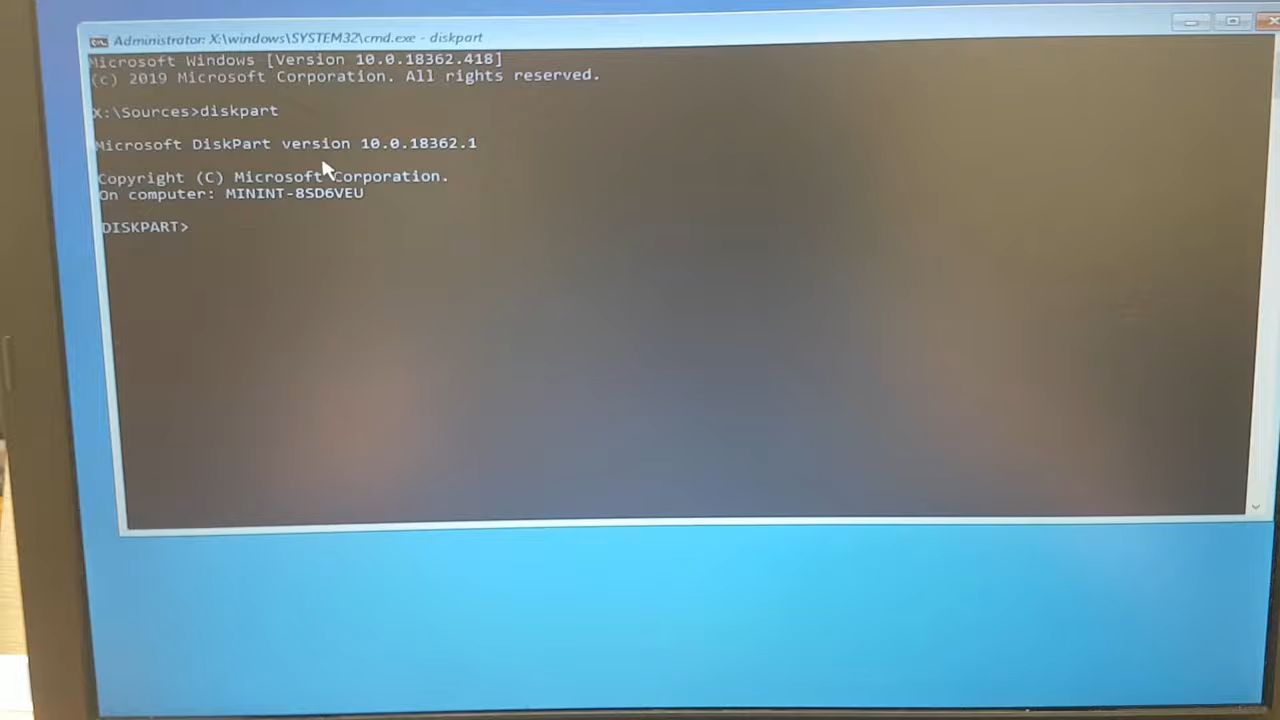 Administrator: X:\windows\SYSTEM32\cmd.exe - diskpart
Microsoft Windows [Version 10.0.18362.418]
(c) 2019 Microsoft Corporation. All rights reserved.
X:\Sources>diskpart
Microsoft DiskPart version 10.0.18362.1
Copyright (C) Microsoft Corporation.
On computer: MININT-8SD6VEU
DISKPART>